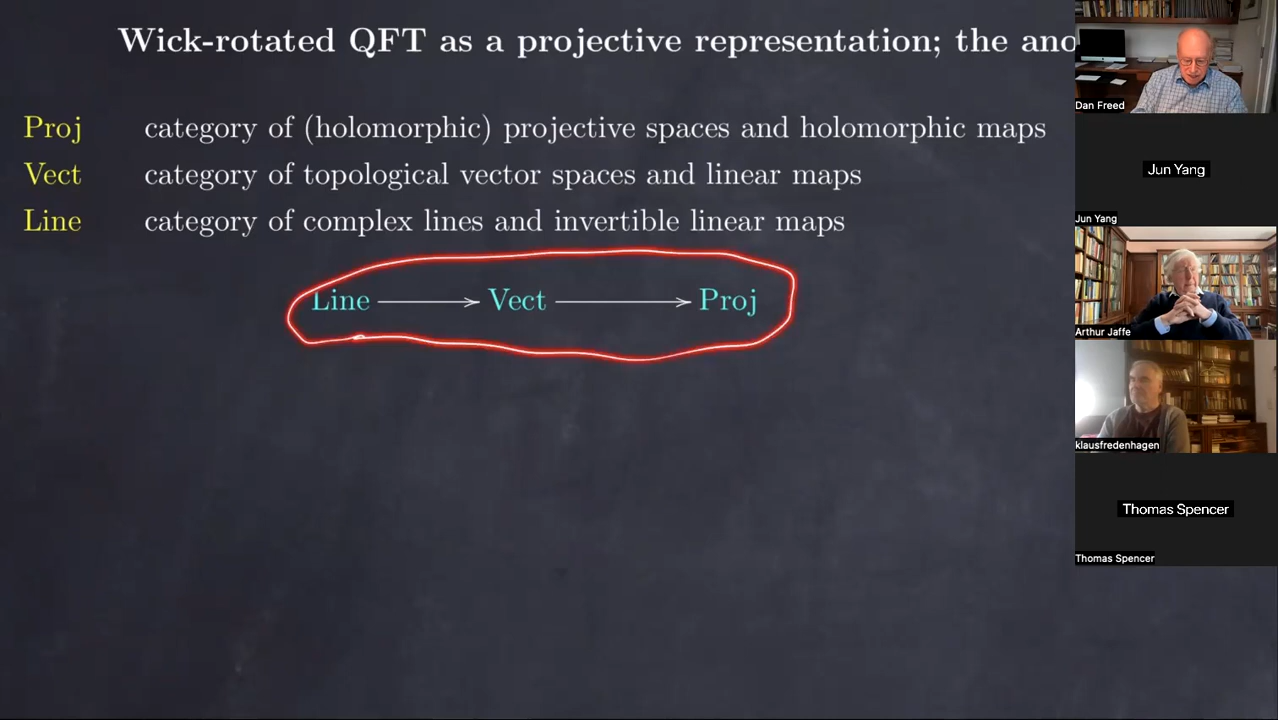 Wick-rotated QFT as a projective representation; the ano
Proj category of (holomorphic) projective spaces and holomorphic maps
Vect category of topological vector spaces and linear maps
Line category of complex lines and invertible linear maps
Line Vect Proj
Dan Freed
Jun Yang
Jun Yang
Arthur Jaffe
klausfredenhagen
Thomas Spencer
Thomas Spencer